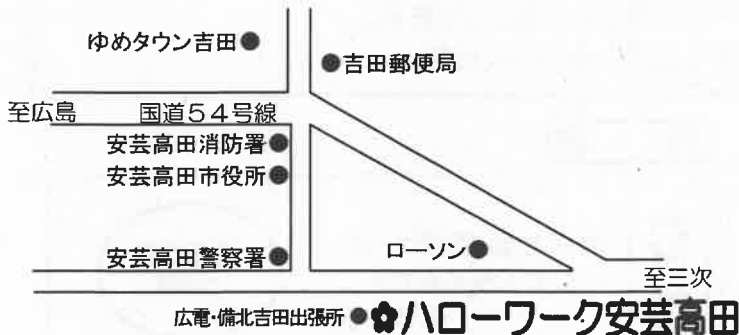 ゆめタウン吉田
吉田郵便局
至広島
国道54号線
安芸高田消防署
安芸高田市役所
安芸高田警察署
ローソン
至三次
広電・備北吉田出張所
ハローワーク安芸高田